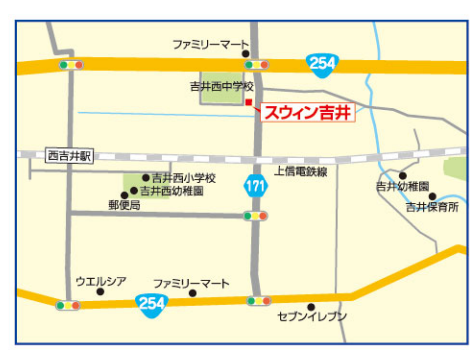 ファミリーマート
254
吉井西中学校
スウィン吉井
西吉井駅
上信電鉄線
吉井西小学校
171
吉井幼稚園
吉井西幼稚園
郵便局
吉井保育所
ウエルシア
ファミリーマート
254
セブンイレブン